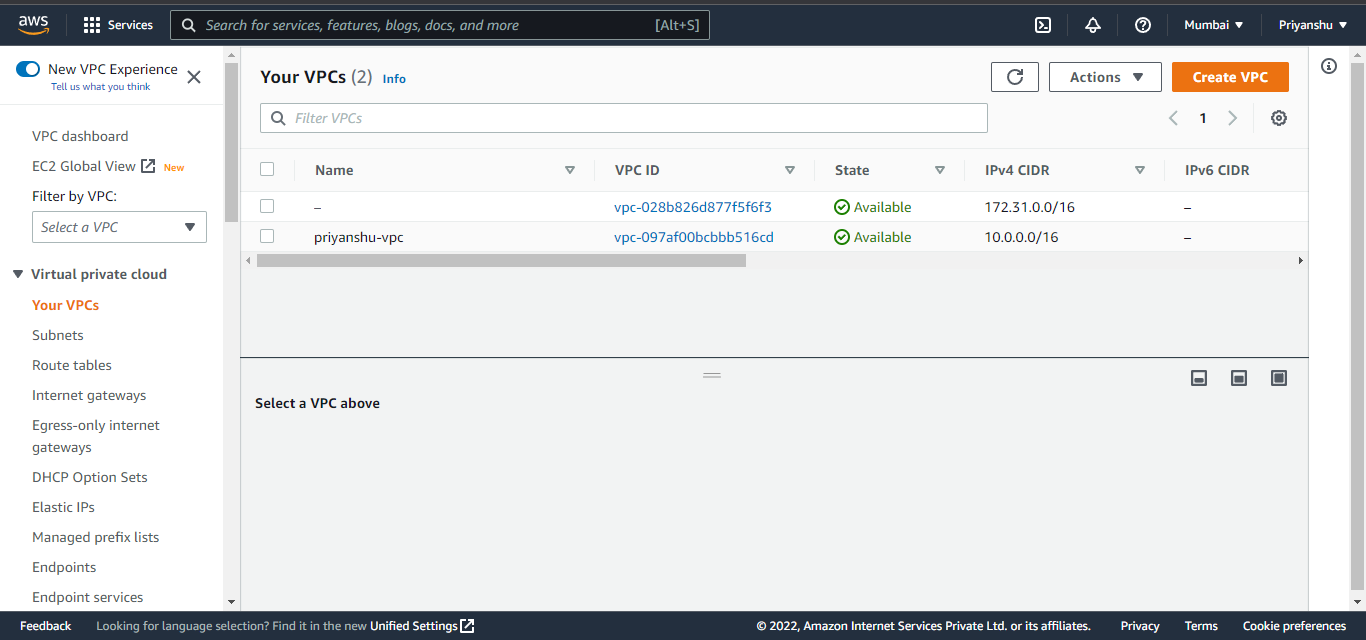 aws
Services
Search for services, features, blogs, docs, and more
[Alt+S]
Mumbai
Priyanshu
New VPC Experience
Tell us what you think
VPC dashboard
EC2 Global View New
Filter by VPC:
Select a VPC
Virtual private cloud
Your VPCs
Subnets
Route tables
Internet gateways
Egress-only internet
gateways
DHCP Option Sets
Elastic IPs
Managed prefix lists
Endpoints
Endpoint services
Your VPCs (2) Info
Actions
Create VPC
Filter VPCs
1
Name VPC ID State IPv4 CIDR IPv6 CIDR
– vpc-028b826d877f5f6f3 Available 172.31.0.0/16 –
priyanshu-vpc vpc-097af00bcbbb516cd Available 10.0.0.0/16 –
Select a VPC above
Feedback Looking for language selection? Find it in the new Unified Settings © 2022, Amazon Internet Services Private Ltd. or its affiliates. Privacy Terms Cookie preferences